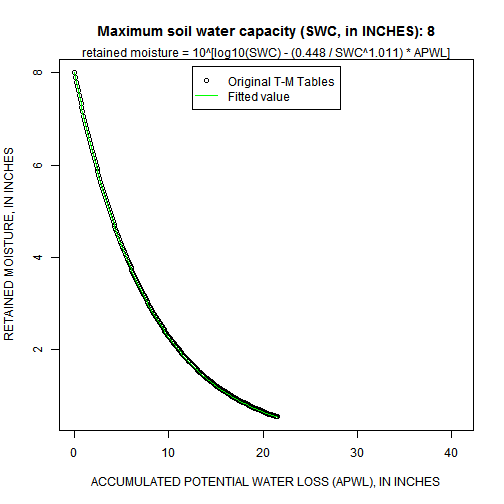 Maximum soil water capacity (SWC, in INCHES): 8
retained moisture = 10^[log10(SWC) - (0.448 / SWC^1.011) * APWL]
Original T-M Tables
Fitted value
RETAINED MOISTURE, IN INCHES
8
6
4
2
0 10 20 30 40
ACCUMULATED POTENTIAL WATER LOSS (APWL), IN INCHES